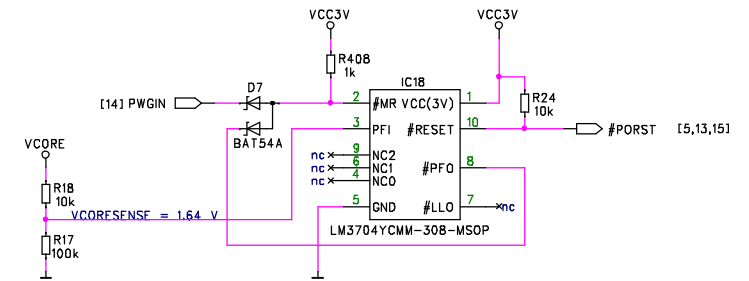 VCC3V
VCC3V
R408
1k
D7
IC18
[14] PWGIN
2
#MR
VCC(3V)
1
R24
10k
3
PFI
#RESET
10
#PORST
[5,13,15]
BAT54A
VCORE
nc
9
NC2
nc
6
NC1
#PFO
8
nc
4
NC0
R18
10k
5
GND
#LLO
7
nc
VCORESENSE = 1.64 V
LM3704YCMM-308-MSOP
R17
100k